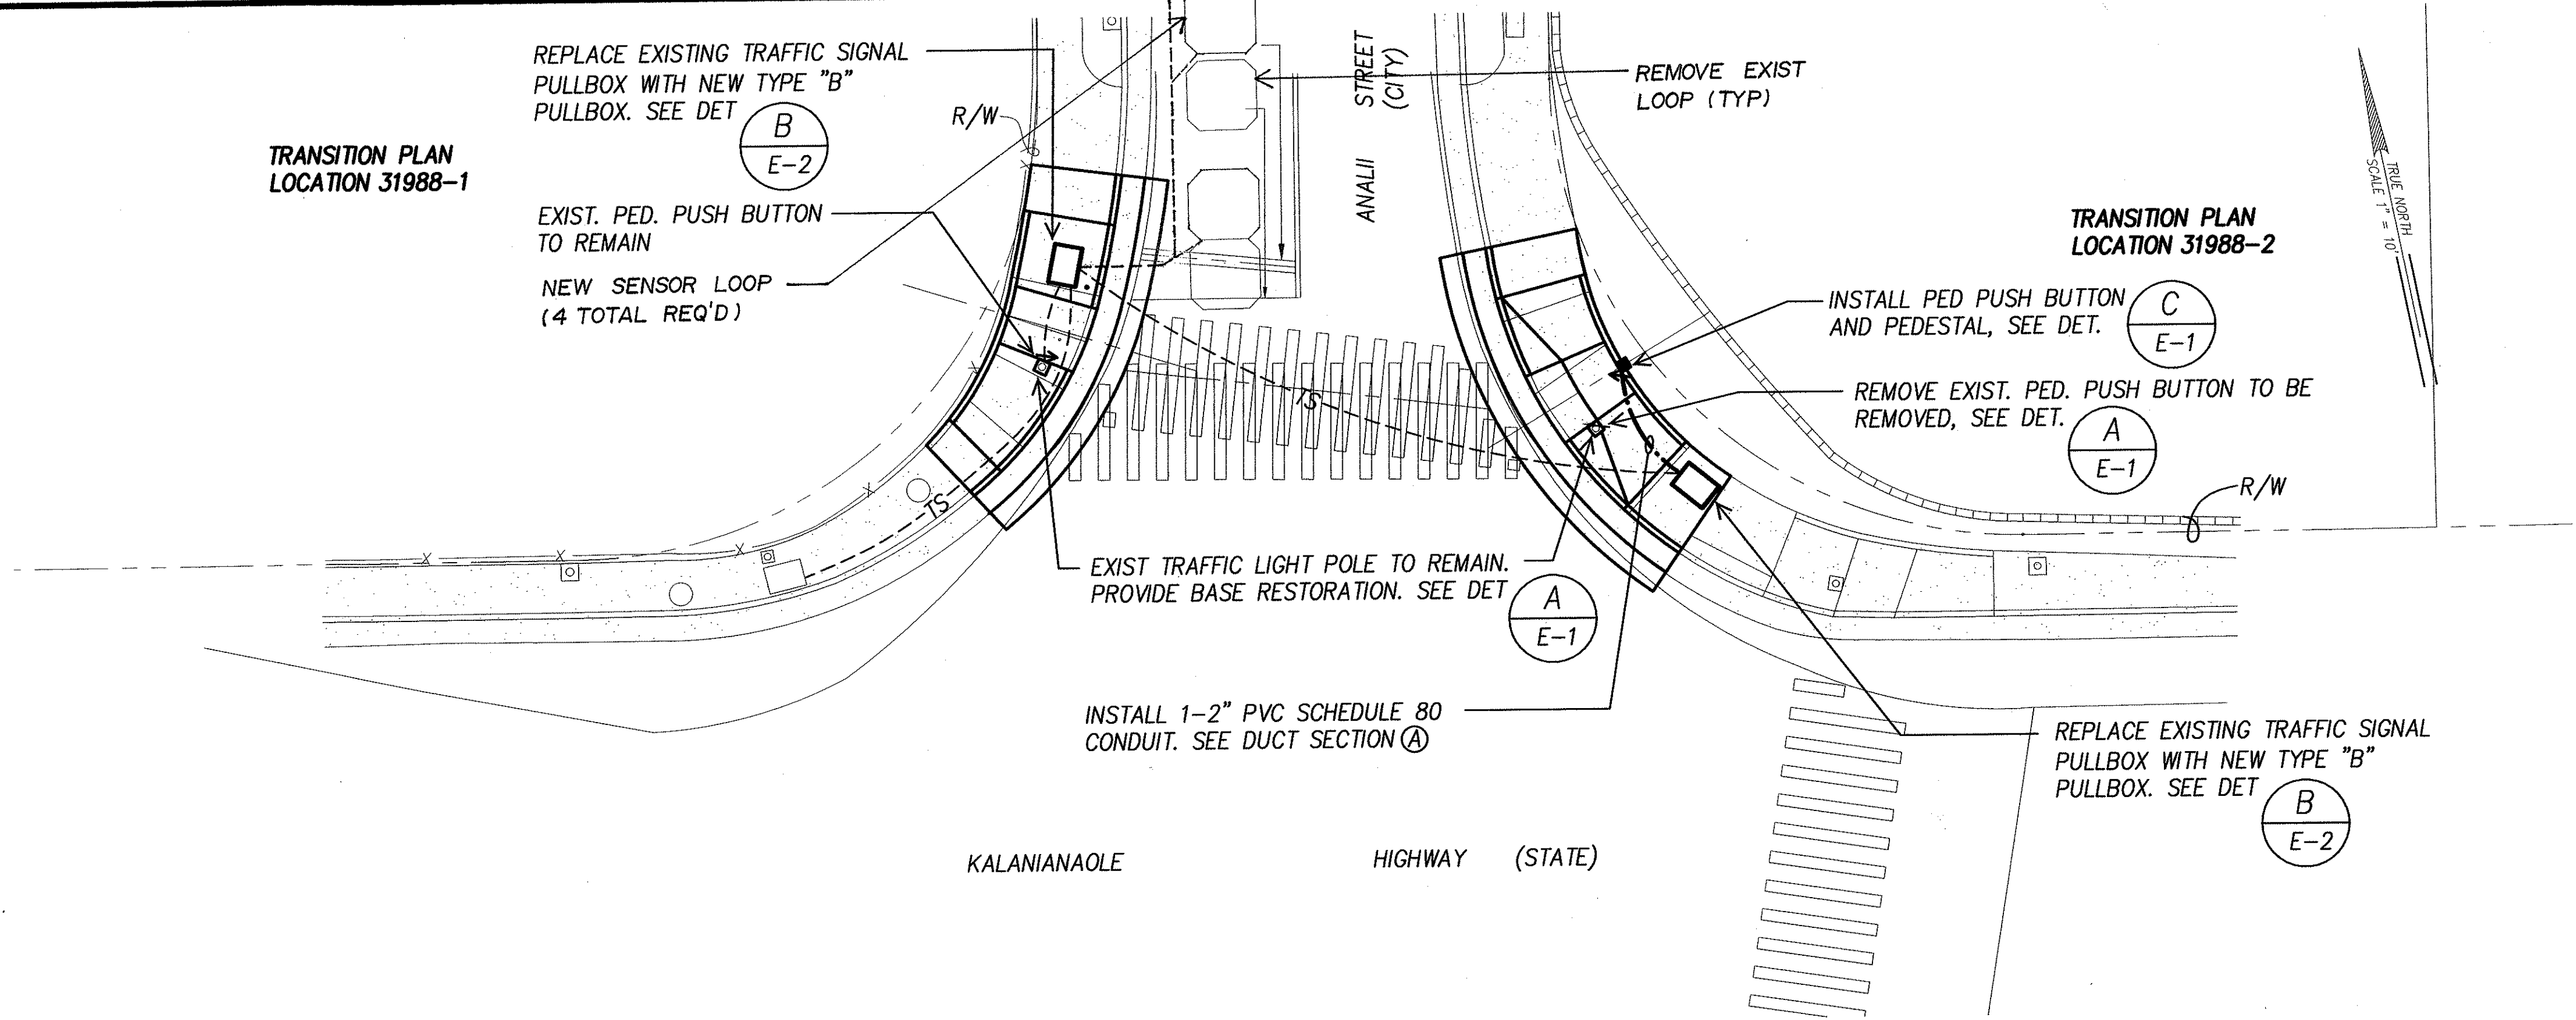 REPLACE EXISTING TRAFFIC SIGNAL
PULLBOX WITH NEW TYPE "B"
PULLBOX. SEE DET
B
E-2
R/W
TRANSITION PLAN
LOCATION 31988-1
EXIST. PED. PUSH BUTTON
TO REMAIN
NEW SENSOR LOOP
(4 TOTAL REQ'D)
STREET
(CITY)
ANALII
REMOVE EXIST
LOOP (TYP)
TRUE NORTH
SCALE 1" = 10'
TRANSITION PLAN
LOCATION 31988-2
INSTALL PED PUSH BUTTON
AND PEDESTAL, SEE DET.
C
E-1
REMOVE EXIST. PED. PUSH BUTTON TO BE
REMOVED, SEE DET.
A
E-1
R/W
TS
TS
EXIST TRAFFIC LIGHT POLE TO REMAIN.
PROVIDE BASE RESTORATION. SEE DET
A
E-1
INSTALL 1-2" PVC SCHEDULE 80
CONDUIT. SEE DUCT SECTION A
REPLACE EXISTING TRAFFIC SIGNAL
PULLBOX WITH NEW TYPE "B"
PULLBOX. SEE DET
B
E-2
KALANIANAOLE HIGHWAY (STATE)